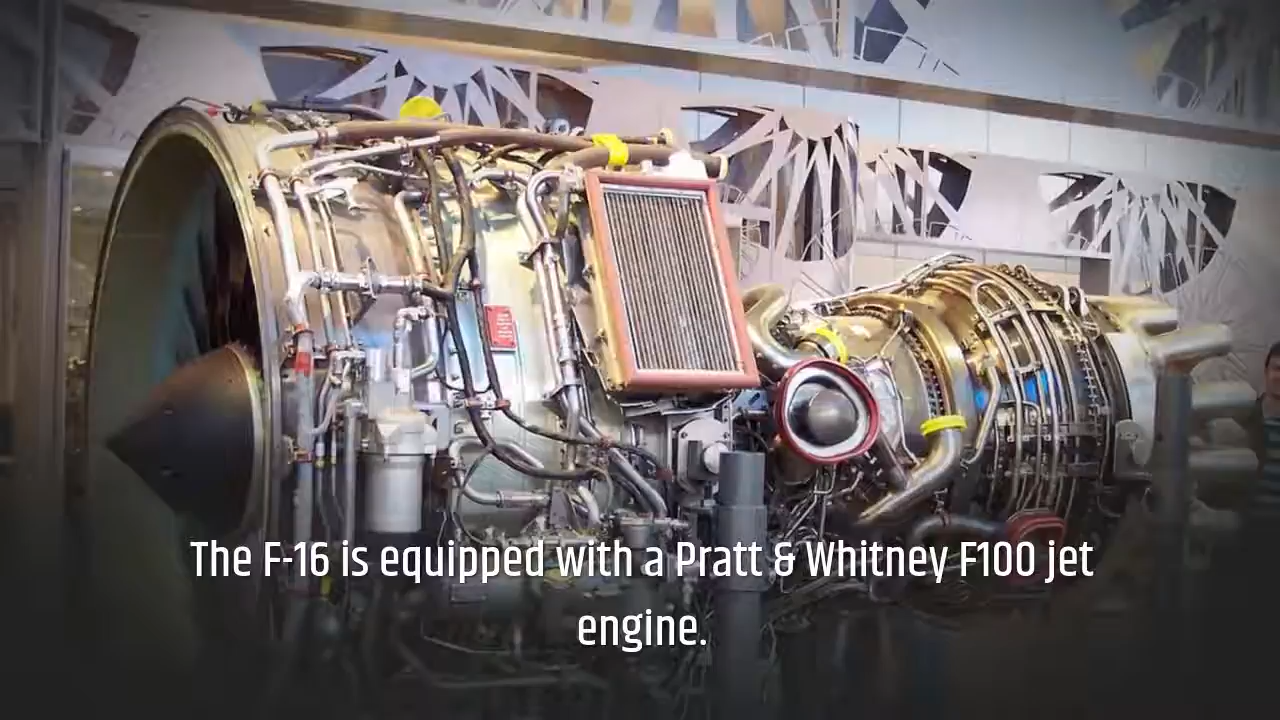 The F-16 is equipped with a Pratt & Whitney F100 jet
engine.